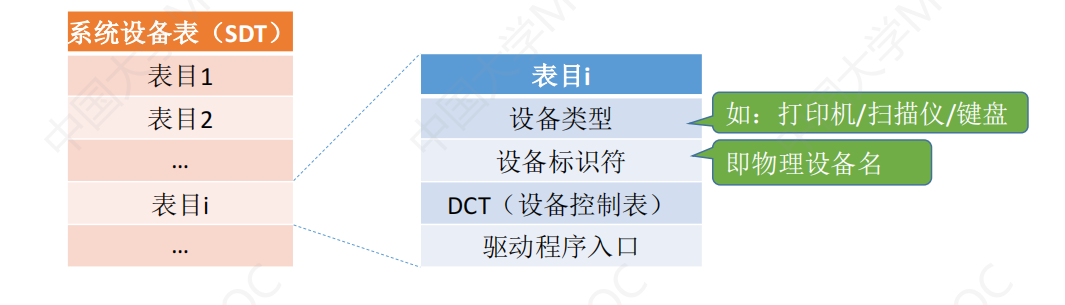 系统设备表（SDT）
表目1
表目2
...
表目i
...
表目i
设备类型
设备标识符
DCT（设备控制表）
驱动程序入口
如：打印机/扫描仪/键盘
即物理设备名
中国大学MOOC